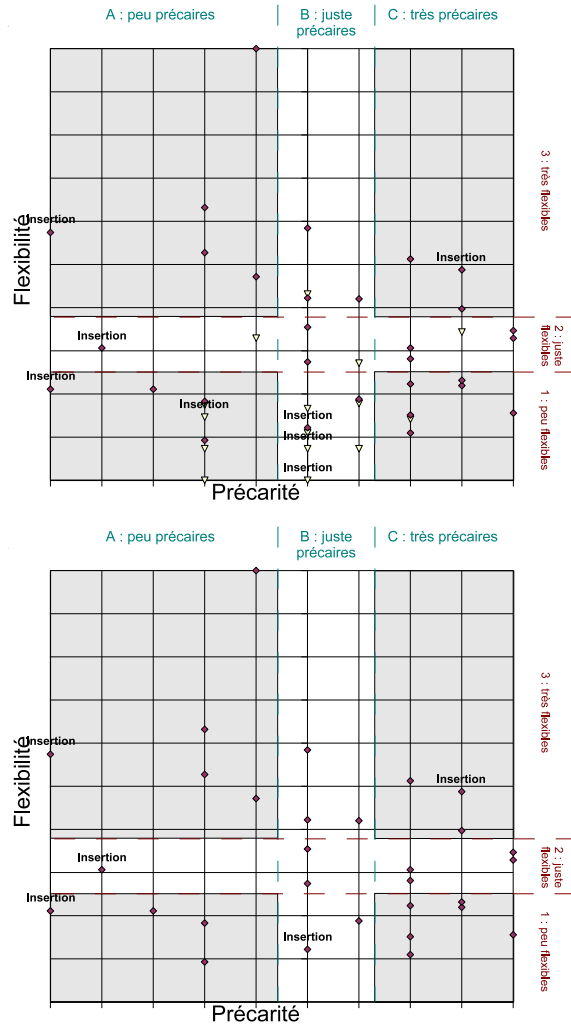 A : peu précaires
B : juste
précaires
C : très précaires
3 : très flexibles
Flexibilité
Insertion
Insertion
Insertion
2 : juste
flexibles
Insertion
Insertion
Insertion
Insertion
Insertion
1 : peu flexibles
Précarité
A : peu précaires
B : juste
précaires
C : très précaires
3 : très flexibles
Flexibilité
Insertion
Insertion
Insertion
2 : juste
flexibles
Insertion
Insertion
1 : peu flexibles
Précarité